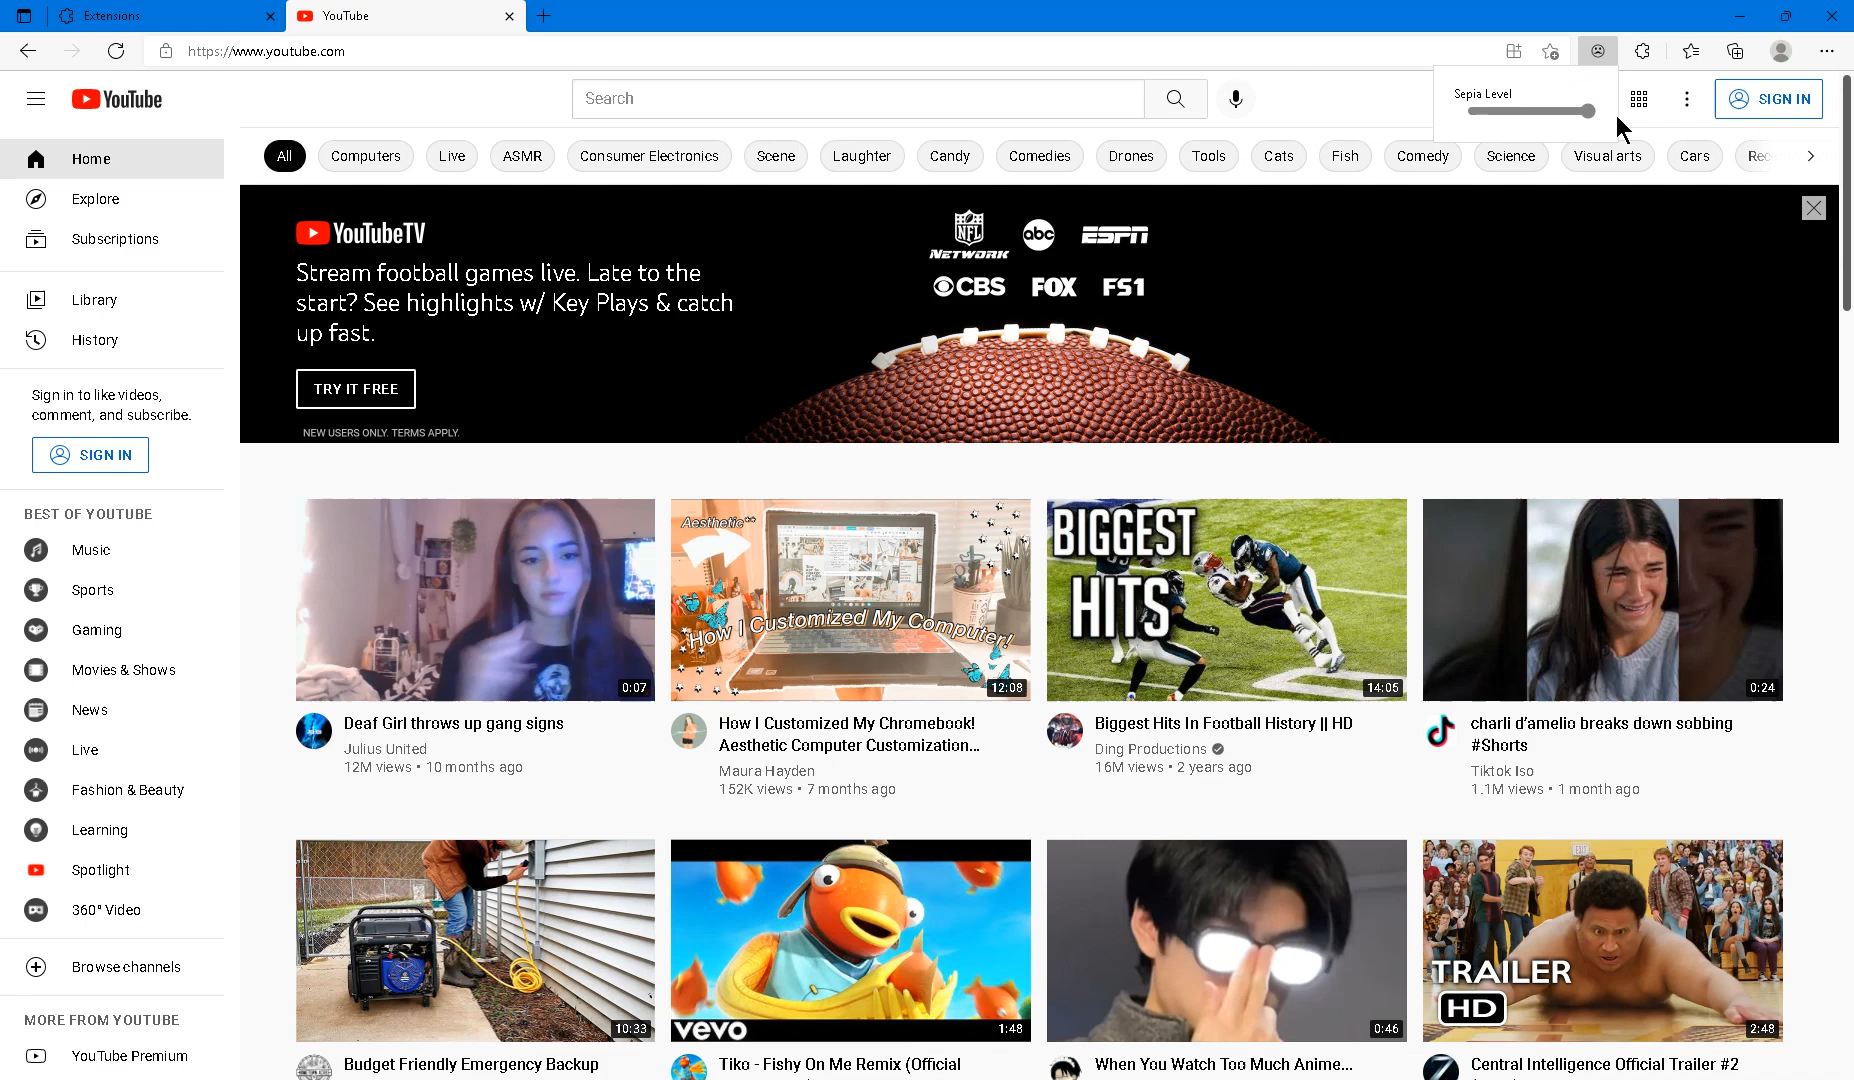 Extensions
YouTube
https://www.youtube.com
YouTube
Search
Sepia Level
SIGN IN
Home
Explore
Subscriptions
Library
History
Sign in to like videos,
comment, and subscribe.
SIGN IN
BEST OF YOUTUBE
Music
Sports
Gaming
Movies & Shows
News
Live
Fashion & Beauty
Learning
Spotlight
360° Video
Browse channels
MORE FROM YOUTUBE
YouTube Premium
All Computers Live ASMR Consumer Electronics Scene Laughter Candy Comedies Drones Tools Cats Fish Comedy Science Visual arts Cars
YouTubeTV
Stream football games live. Late to the
start? See highlights w/ Key Plays & catch
up fast.
TRY IT FREE
NEW USERS ONLY. TERMS APPLY.
NFL
NETWORK
abc
ESPN
CBS
FOX
FS1
0:07
Deaf Girl throws up gang signs
Julius United
12M views • 10 months ago
Aesthetic**
How I Customized My Computer!
12:08
How I Customized My Chromebook!
Aesthetic Computer Customization...
Maura Hayden
152K views • 7 months ago
BIGGEST
HITS
14:05
Biggest Hits In Football History || HD
Ding Productions
16M views • 2 years ago
0:24
charli d’amelio breaks down sobbing
#Shorts
Tiktok Iso
1.1M views • 1 month ago
10:33
Budget Friendly Emergency Backup
vevo
1:48
Tiko - Fishy On Me Remix (Official
0:46
When You Watch Too Much Anime...
EXIT
TRAILER
HD
2:48
Central Intelligence Official Trailer #2